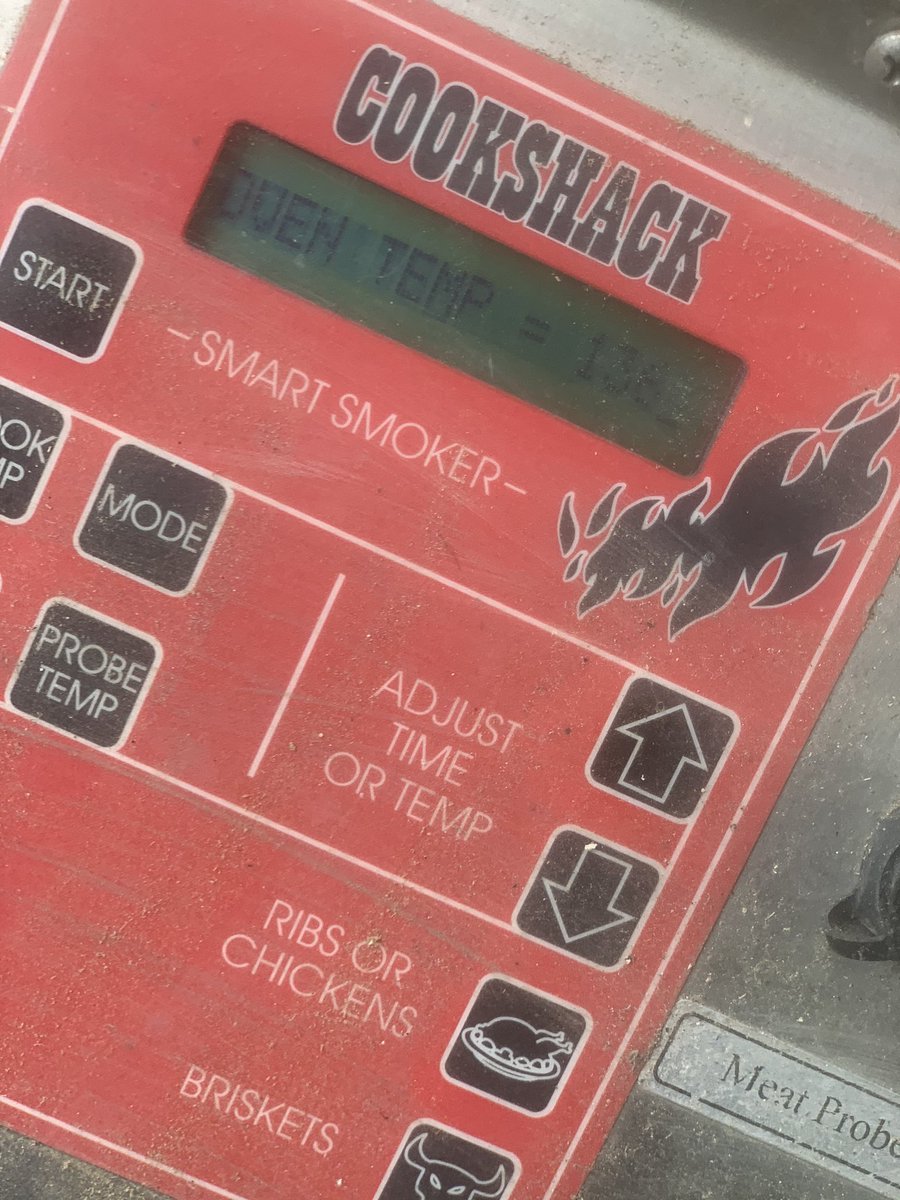 COOKSHACK
OVEN TEMP =
START
–SMART SMOKER–
MODE
PROBE
TEMP
ADJUST
TIME
OR TEMP
RIBS OR
CHICKENS
BRISKETS
Meat Probe